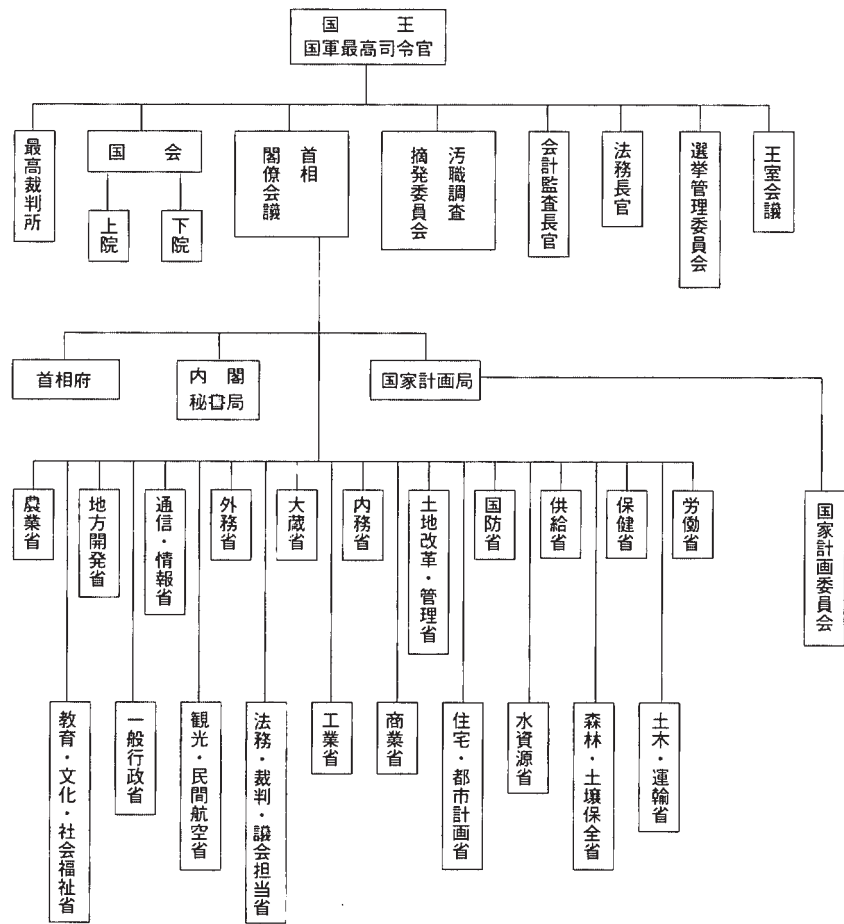 国　王
国軍最高司令官
最高裁判所
国　会
上院
下院
首相
閣僚会議
汚職調査
摘発委員会
会計監査長官
法務長官
選挙管理委員会
王室会議
首相府
内閣
秘書局
国家計画局
国家計画委員会
農業省
地方開発省
通信・情報省
外務省
大蔵省
内務省
土地改革・管理省
国防省
供給省
保健省
労働省
教育・文化・社会福祉省
一般行政省
観光・民間航空省
法務・裁判・議会担当省
工業省
商業省
住宅・都市計画省
水資源省
森林・土壌保全省
土木・運輸省